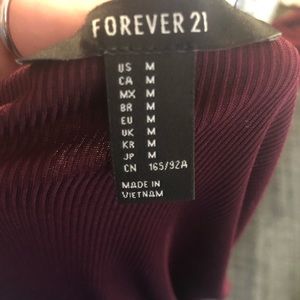 FOREVER 21
US M
CA M
MX M
BR M
EU M
UK M
KR M
JP M
CN 165/92A
MADE IN
VIETNAM